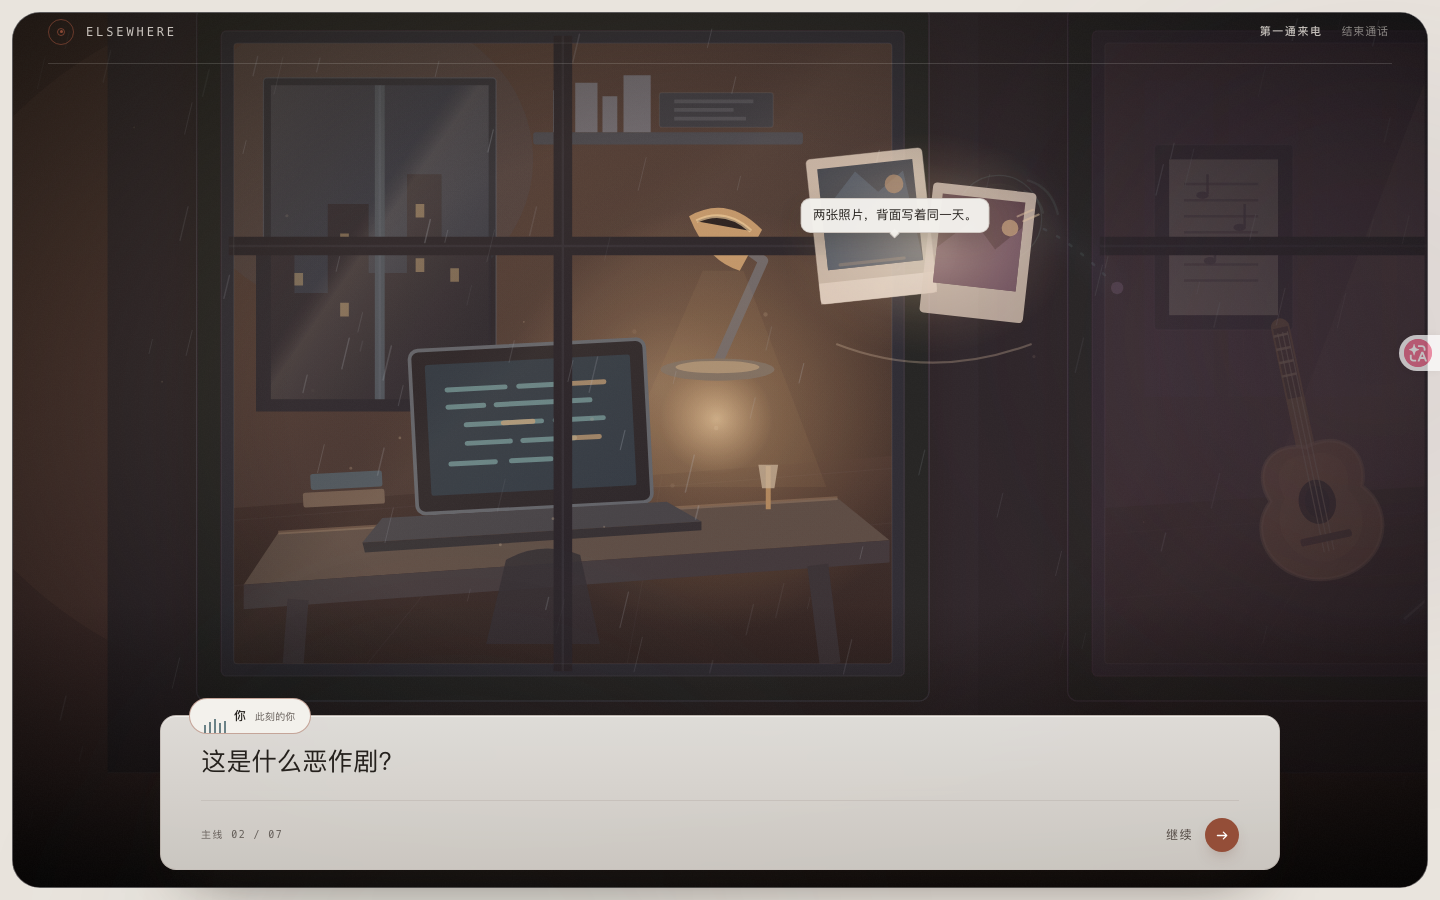 ELSEWHERE
第一通来电 结束通话
两张照片，背面写着同一天。
你 此刻的你
这是什么恶作剧?
主线 02 / 07
继续